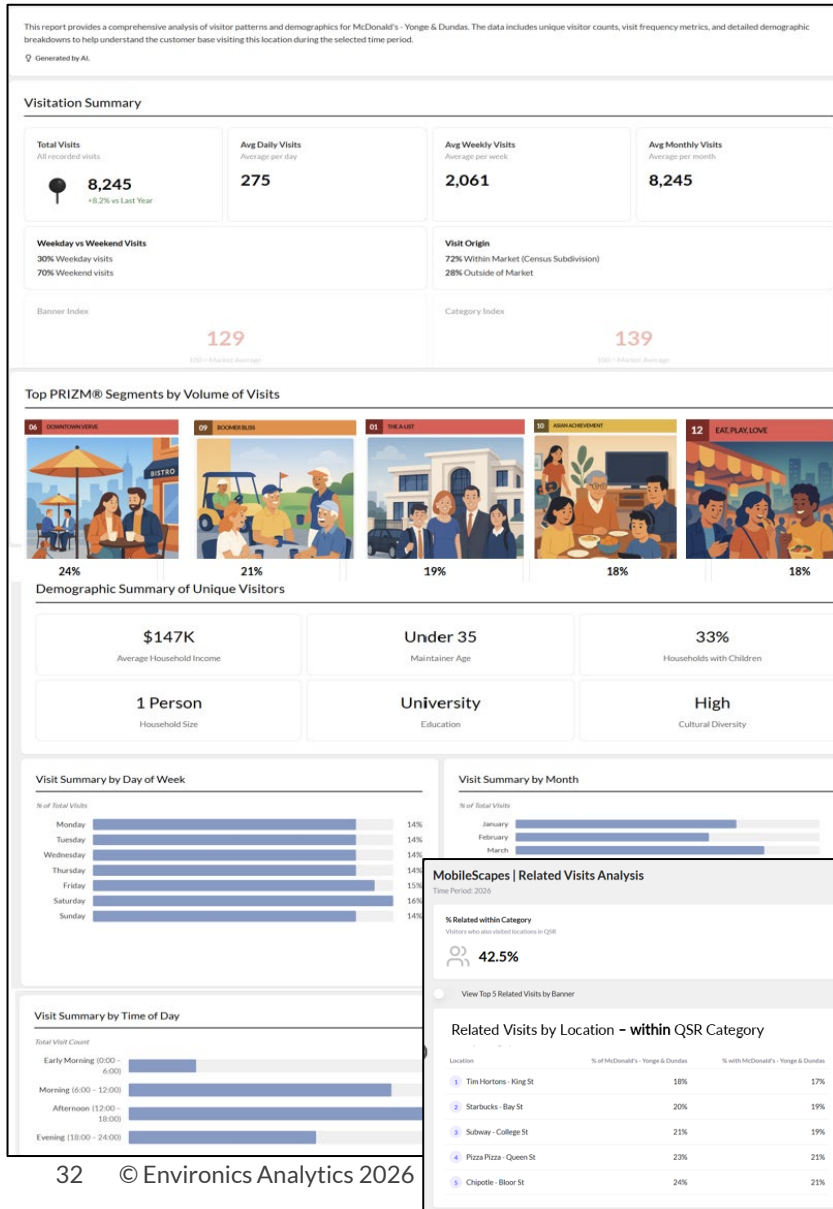 This report provides a comprehensive analysis of visitor patterns and demographics for McDonald's - Yonge & Dundas. The data includes unique visitor counts, visit frequency metrics, and detailed demographic
breakdowns to help understand the customer base visiting this location during the selected time period.
Generated by AI.
Visitation Summary
Total Visits
All recorded visits
8,245
+8.2% vs Last Year
Avg Daily Visits
Average per day
275
Avg Weekly Visits
Average per week
2,061
Avg Monthly Visits
Average per month
8,245
Weekday vs Weekend Visits
30% Weekday visits
70% Weekend visits
Visit Origin
72% Within Market (Census Subdivision)
28% Outside of Market
Banner Index
129
100 = Market Average
Category Index
139
100 = Market Average
Top PRIZM® Segments by Volume of Visits
06 DOWNTOWN VERVE
09 BOOMER BLISS
01 THE A-LIST
10 ASIAN ACHIEVEMENT
12 EAT, PLAY, LOVE
BISTRO
24%
21%
19%
18%
18%
Demographic Summary of Unique Visitors
$147K
Average Household Income
Under 35
Maintainer Age
33%
Households with Children
1 Person
Household Size
University
Education
High
Cultural Diversity
Visit Summary by Day of Week
% of Total Visits
Monday 14%
Tuesday 14%
Wednesday 14%
Thursday 14%
Friday 15%
Saturday 16%
Sunday 14%
Visit Summary by Month
% of Total Visits
January
February
March
Visit Summary by Time of Day
Total Visit Count
Early Morning (0:00 –
6:00)
Morning (6:00 – 12:00)
Afternoon (12:00 –
18:00)
Evening (18:00 – 24:00)
MobileScapes | Related Visits Analysis
Time Period: 2026
% Related within Category
Visitors who also visited locations in QSR
42.5%
View Top 5 Related Visits by Banner
Related Visits by Location – within QSR Category
Location % of McDonald's - Yonge & Dundas % with McDonald's - Yonge & Dundas
1 Tim Hortons - King St 18% 17%
2 Starbucks - Bay St 20% 19%
3 Subway - College St 21% 19%
4 Pizza Pizza - Queen St 23% 21%
5 Chipotle - Bloor St 24% 21%
32 © Environics Analytics 2026